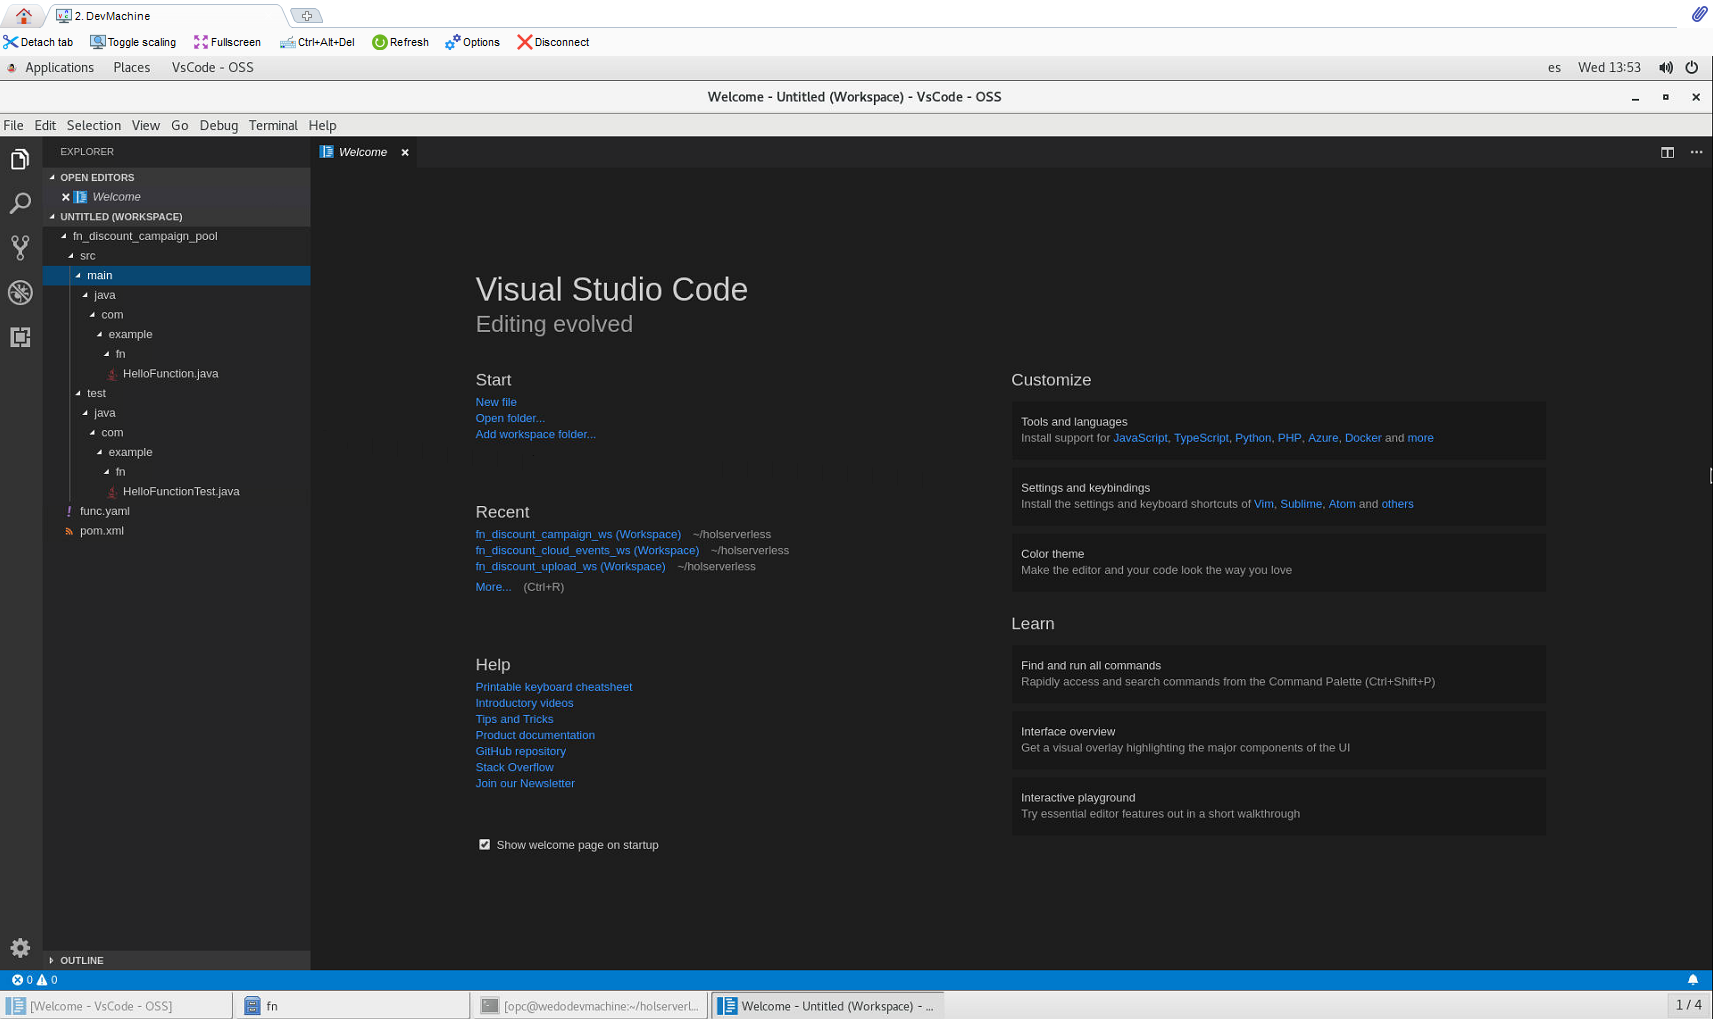 2. DevMachine
Detach tab Toggle scaling Fullscreen Ctrl+Alt+Del Refresh Options Disconnect
Applications Places VsCode - OSS es Wed 13:53
Welcome - Untitled (Workspace) - VsCode - OSS
File Edit Selection View Go Debug Terminal Help
EXPLORER
OPEN EDITORS
Welcome
UNTITLED (WORKSPACE)
fn_discount_campaign_pool
src
main
java
com
example
fn
HelloFunction.java
test
java
com
example
fn
HelloFunctionTest.java
func.yaml
pom.xml
OUTLINE
Welcome
Visual Studio Code
Editing evolved
Start
New file
Open folder...
Add workspace folder...
Recent
fn_discount_campaign_ws (Workspace) ~/holserverless
fn_discount_cloud_events_ws (Workspace) ~/holserverless
fn_discount_upload_ws (Workspace) ~/holserverless
More... (Ctrl+R)
Help
Printable keyboard cheatsheet
Introductory videos
Tips and Tricks
Product documentation
GitHub repository
Stack Overflow
Join our Newsletter
Show welcome page on startup
Customize
Tools and languages
Install support for JavaScript, TypeScript, Python, PHP, Azure, Docker and more
Settings and keybindings
Install the settings and keyboard shortcuts of Vim, Sublime, Atom and others
Color theme
Make the editor and your code look the way you love
Learn
Find and run all commands
Rapidly access and search commands from the Command Palette (Ctrl+Shift+P)
Interface overview
Get a visual overlay highlighting the major components of the UI
Interactive playground
Try essential editor features out in a short walkthrough
0 0
[Welcome - VsCode - OSS] fn [opc@wedodevmachine:~/holserverl... Welcome - Untitled (Workspace) - ... 1 / 4